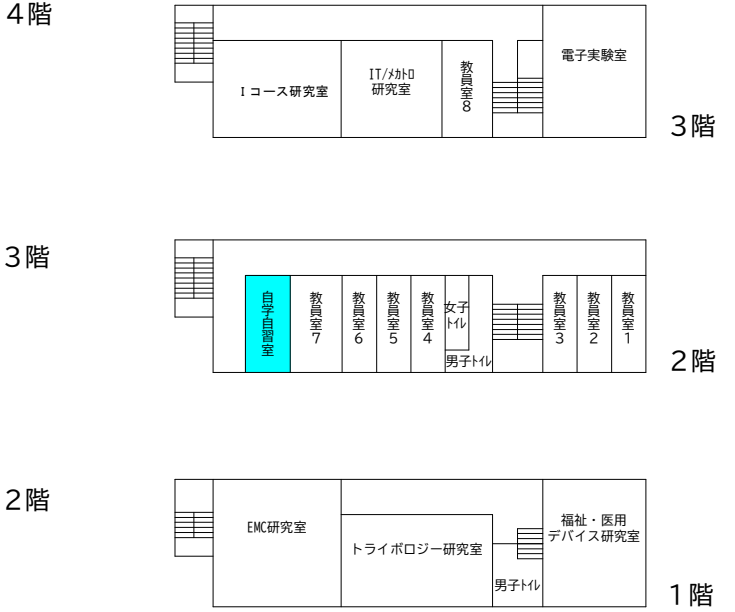 4階
Ｉコース研究室
IT/ﾒｶﾄﾛ
研究室
教員室8
電子実験室
3階
3階
自学自習室
教員室7
教員室6
教員室5
教員室4
女子
ﾄｲﾚ
男子ﾄｲﾚ
教員室3
教員室2
教員室1
2階
2階
EMC研究室
トライボロジー研究室
男子ﾄｲﾚ
福祉・医用
デバイス研究室
1階